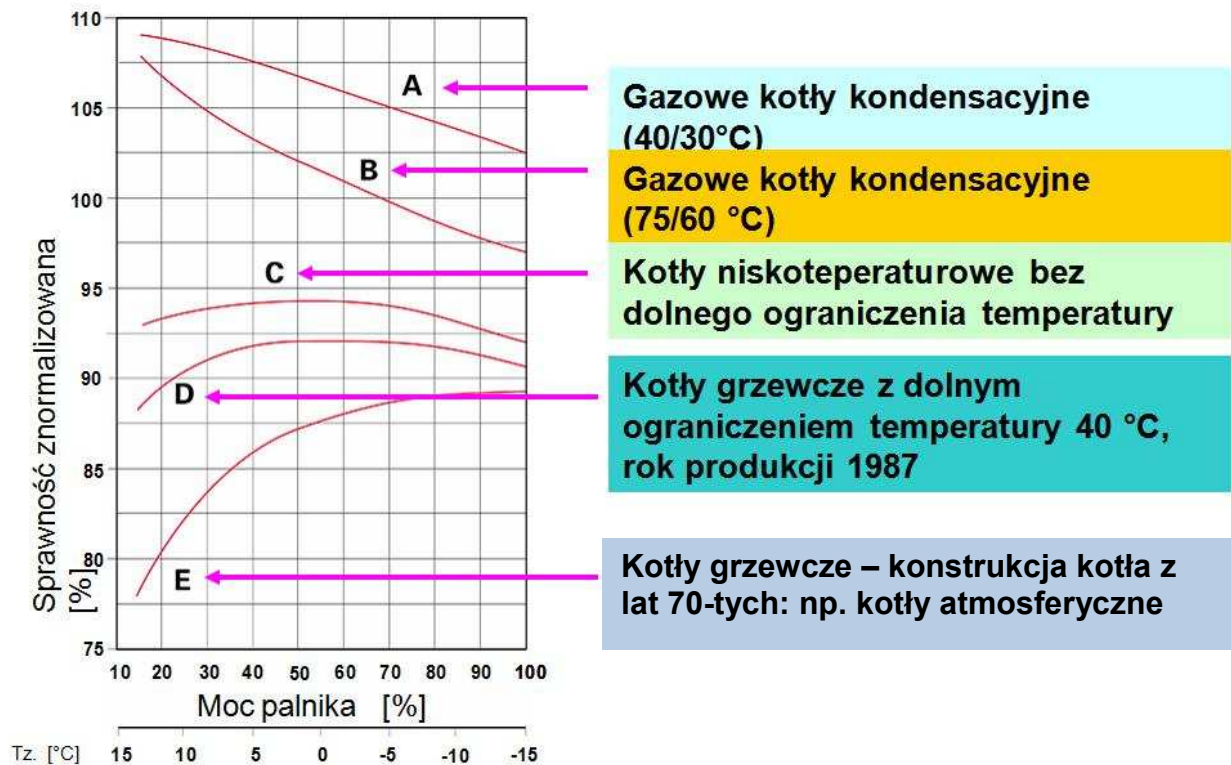 110
105
100
95
90
85
80
75
Sprawność znormalizowana
[%]
A
B
C
D
E
10 20 30 40 50 60 70 80 90 100
Moc palnika [%]
Tz. [°C] 15 10 5 0 -5 -10 -15
Gazowe kotły kondensacyjne
(40/30°C)
Gazowe kotły kondensacyjne
(75/60 °C)
Kotły niskoteperaturowe bez
dolnego ograniczenia temperatury
Kotły grzewcze z dolnym
ograniczeniem temperatury 40 °C,
rok produkcji 1987
Kotły grzewcze – konstrukcja kotła z
lat 70-tych: np. kotły atmosferyczne